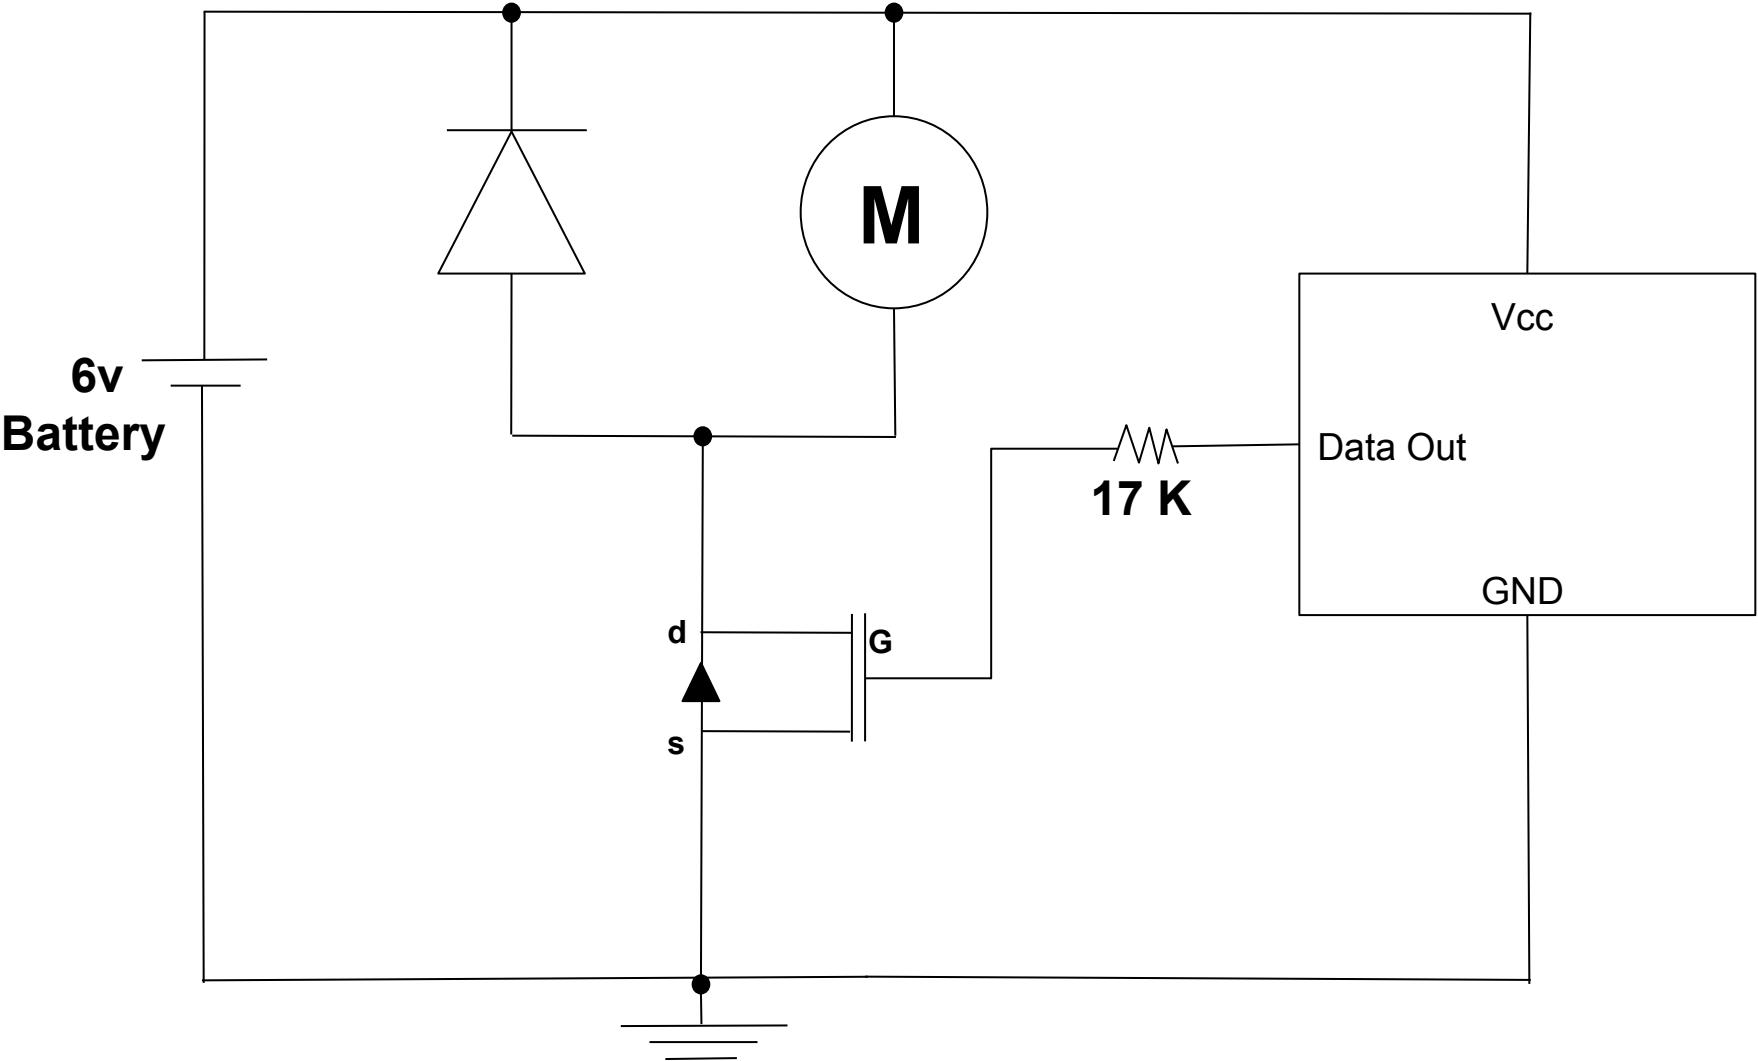 M
Vcc
6v
Battery
Data Out
17 K
GND
d
G
s